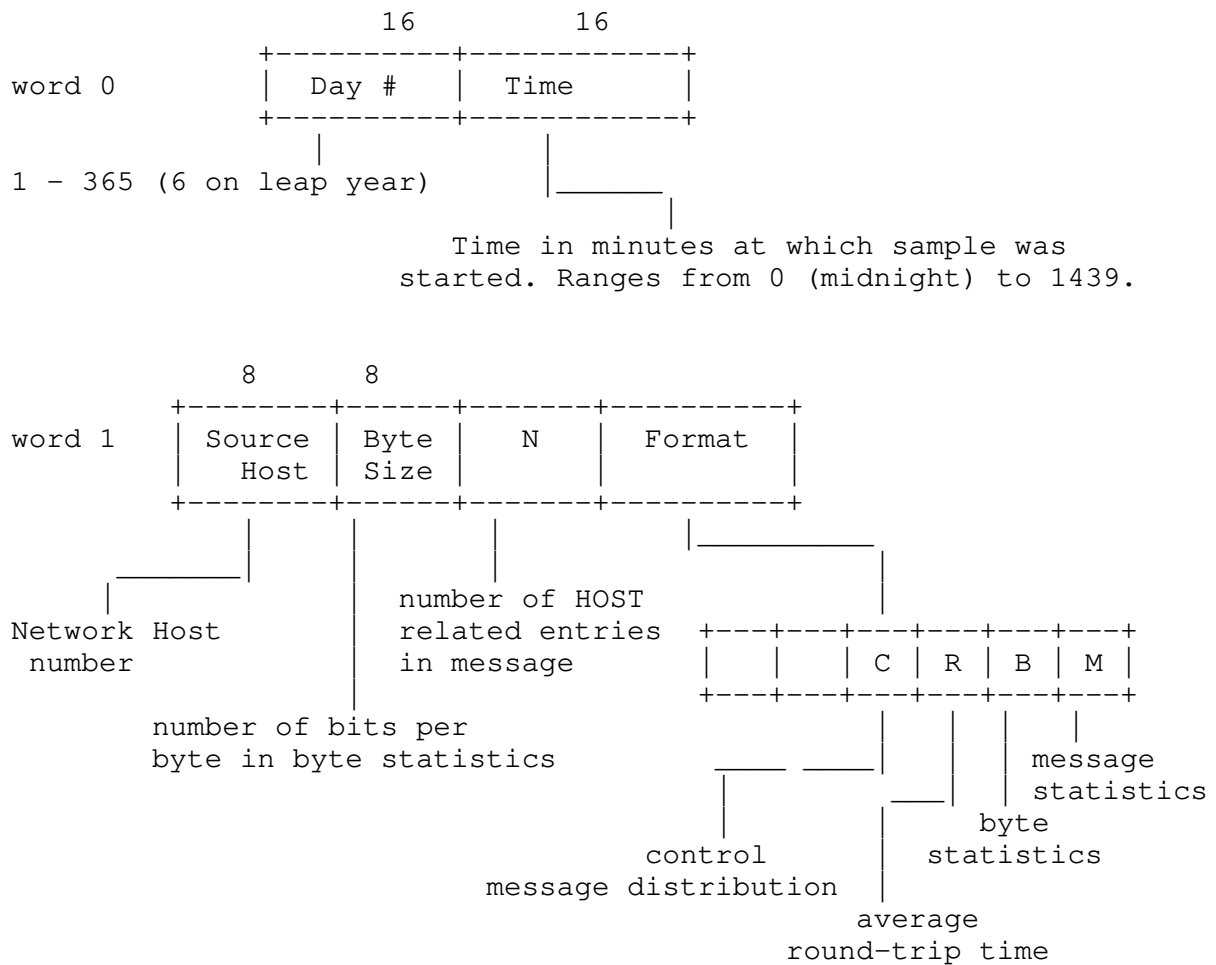 16 16
word 0 Day # Time
1 - 365 (6 on leap year)
Time in minutes at which sample was
started. Ranges from 0 (midnight) to 1439.
8 8
word 1 Source Byte N Format
Host Size
number of HOST
Network Host related entries
number in message C R B M
number of bits per
byte in byte statistics message
statistics
byte
control statistics
message distribution
average
round-trip time